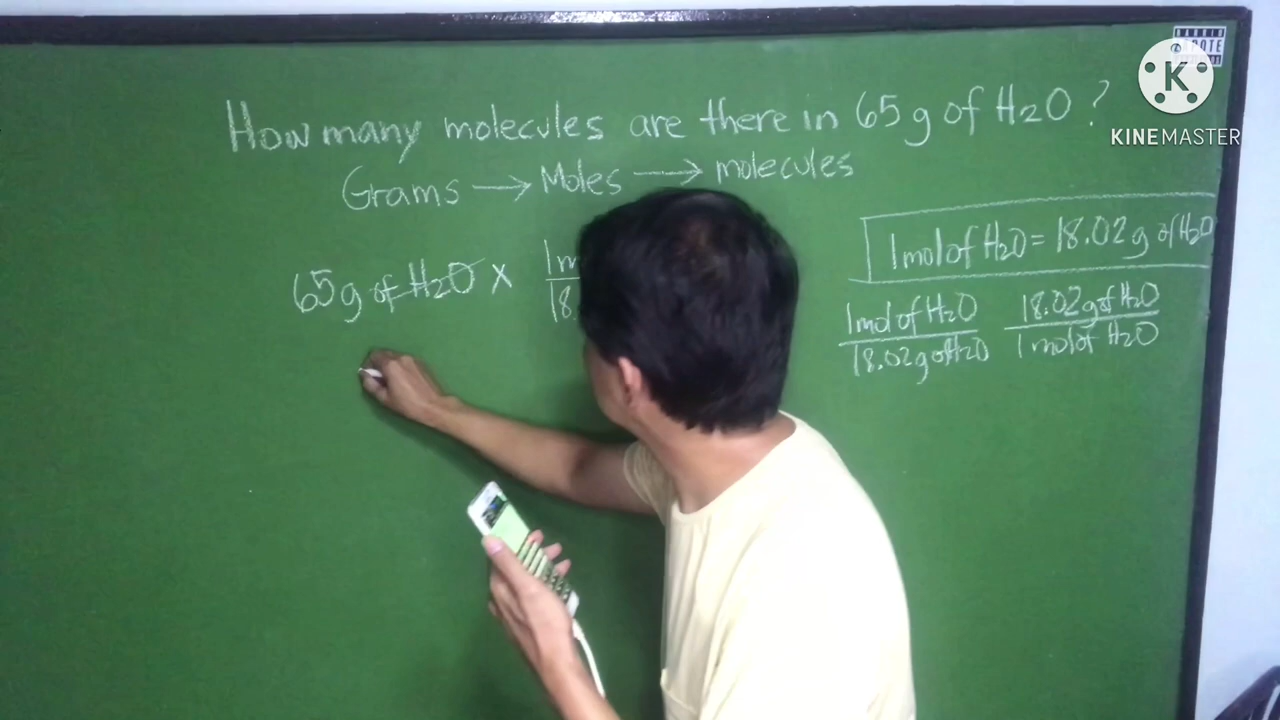 How many molecules are there in 65 g of H2O ?
Grams → Moles → molecules
1 mol of H2O = 18.02 g of H2O
65 g of H2O x
1 mol of H2O
18.02 g of H2O
18.02 g of H2O
1 mol of H2O
K
KINEMASTER